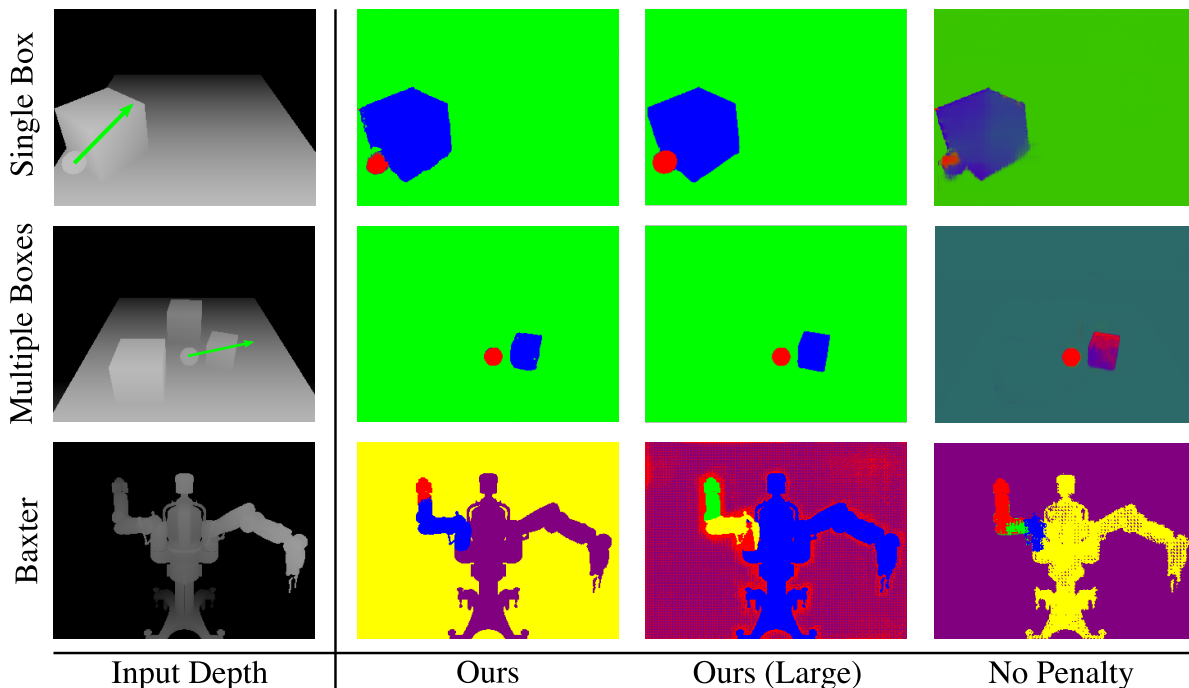 Single Box
Multiple Boxes
Baxter
Input Depth
Ours
Ours (Large)
No Penalty